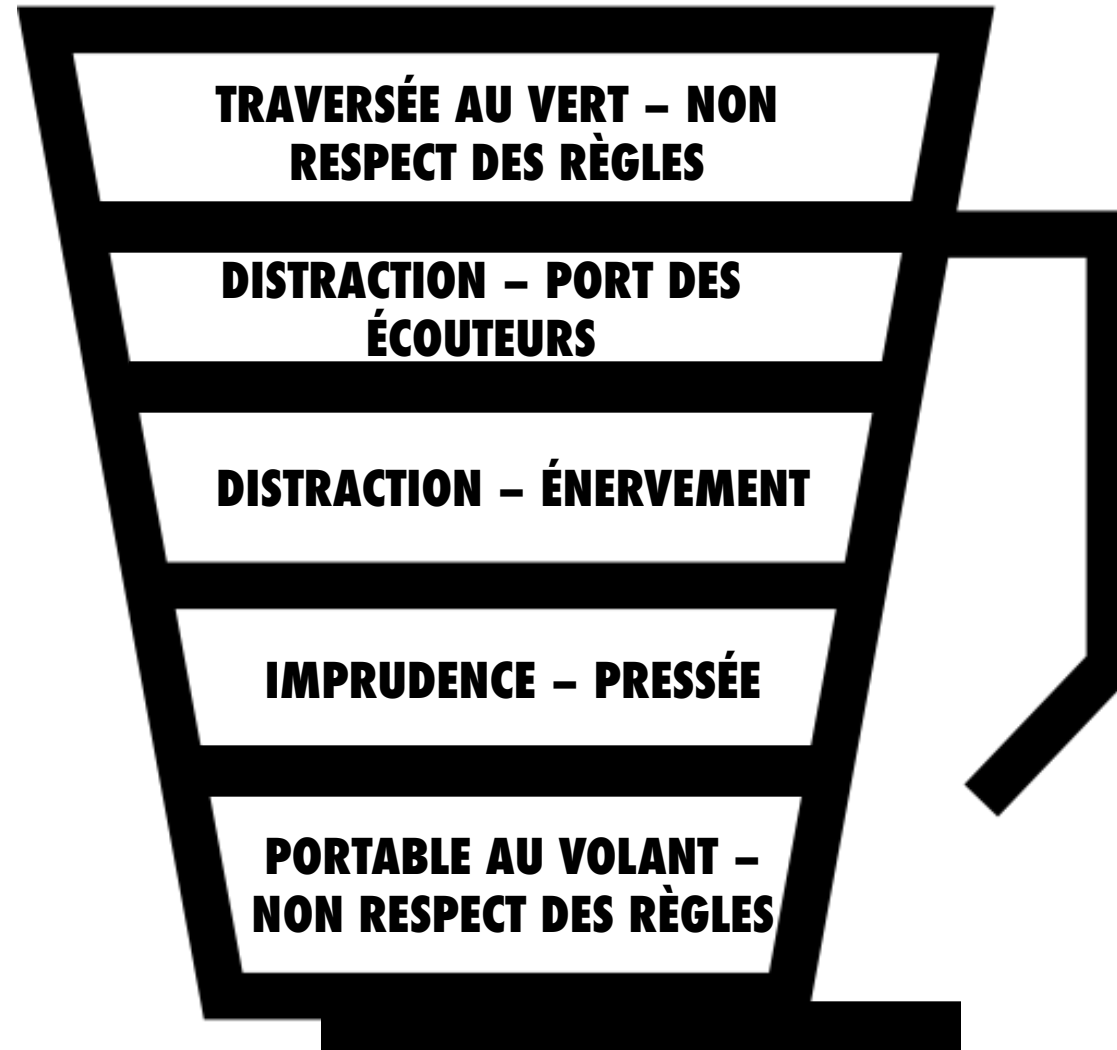 TRAVERSÉE AU VERT – NON
RESPECT DES RÈGLES
DISTRACTION – PORT DES
ÉCOUTEURS
DISTRACTION – ÉNERVEMENT
IMPRUDENCE – PRESSÉE
PORTABLE AU VOLANT –
NON RESPECT DES RÈGLES